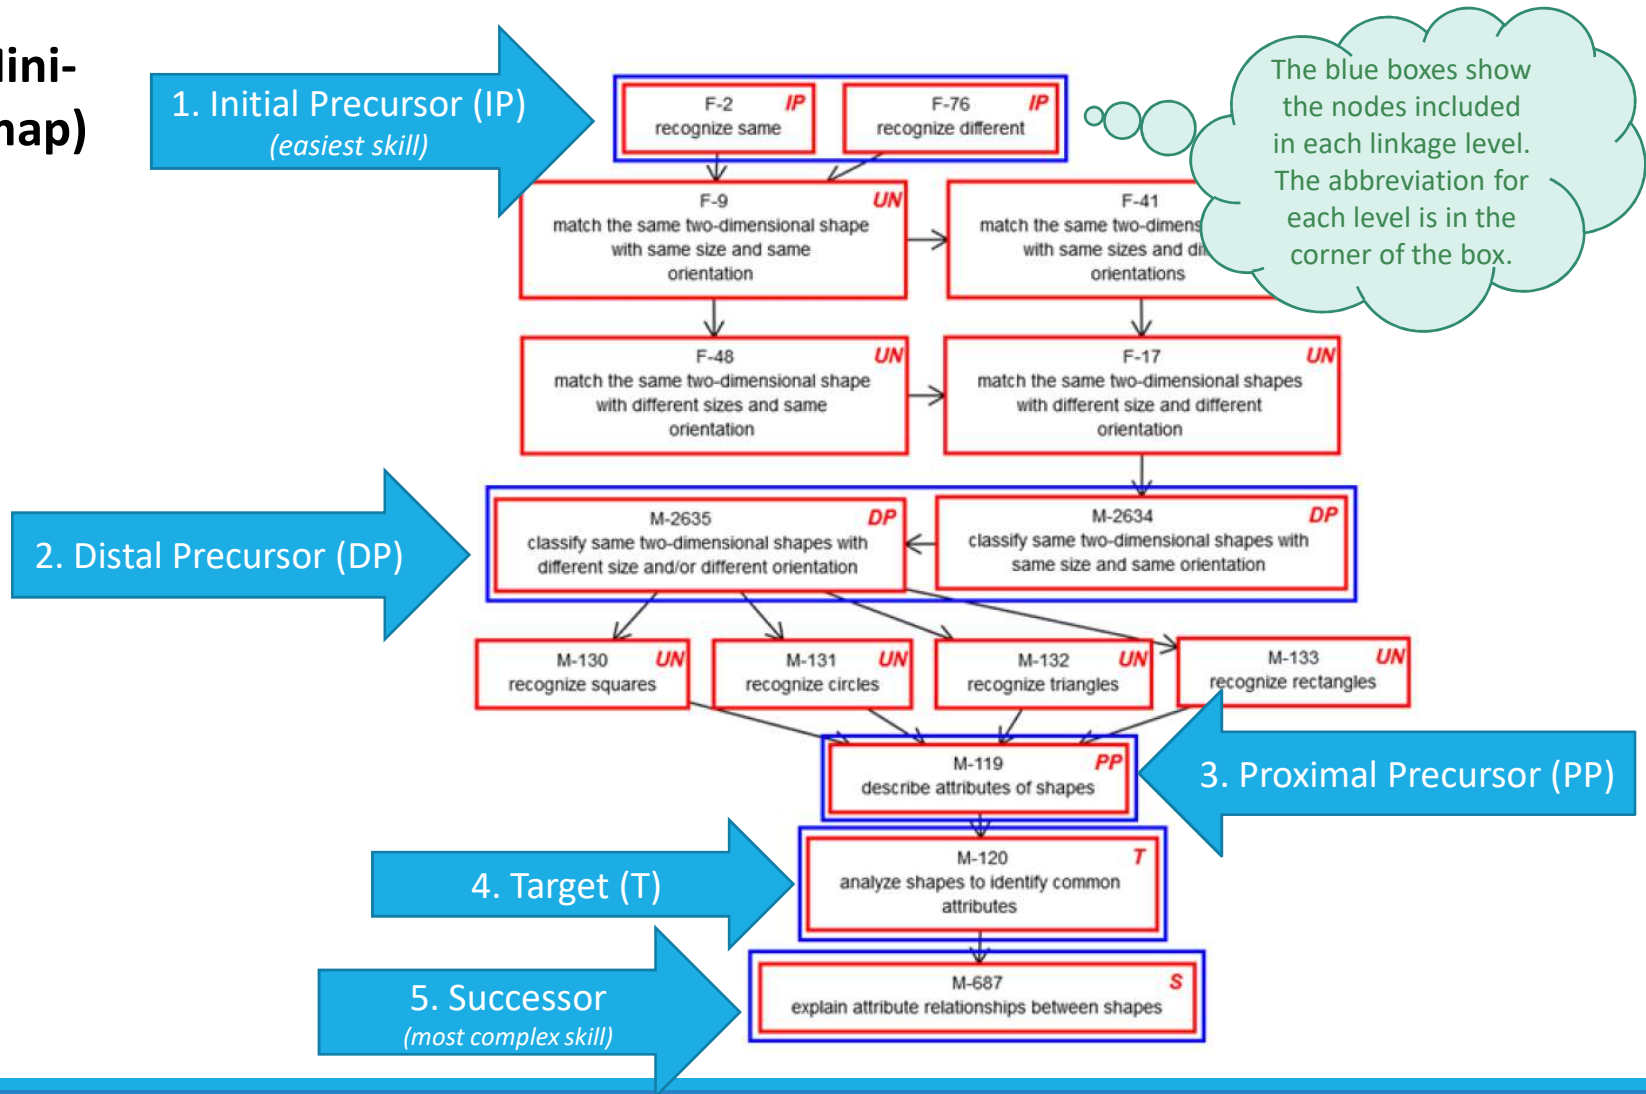 lini-
nap)
1. Initial Precursor (IP)
(easiest skill)
F-2 IP
recognize same
F-76 IP
recognize different
The blue boxes show
the nodes included
in each linkage level.
The abbreviation for
each level is in the
corner of the box.
F-9 UN
match the same two-dimensional shape
with same size and same
orientation
F-41
match the same two-dimens
with same sizes and di
orientations
F-48 UN
match the same two-dimensional shape
with different sizes and same
orientation
F-17 UN
match the same two-dimensional shapes
with different size and different
orientation
2. Distal Precursor (DP)
M-2635 DP
classify same two-dimensional shapes with
different size and/or different orientation
M-2634 DP
classify same two-dimensional shapes with
same size and same orientation
M-130 UN
recognize squares
M-131 UN
recognize circles
M-132 UN
recognize triangles
M-133 UN
recognize rectangles
M-119 PP
describe attributes of shapes
3. Proximal Precursor (PP)
4. Target (T)
M-120 T
analyze shapes to identify common
attributes
5. Successor
(most complex skill)
M-687 S
explain attribute relationships between shapes